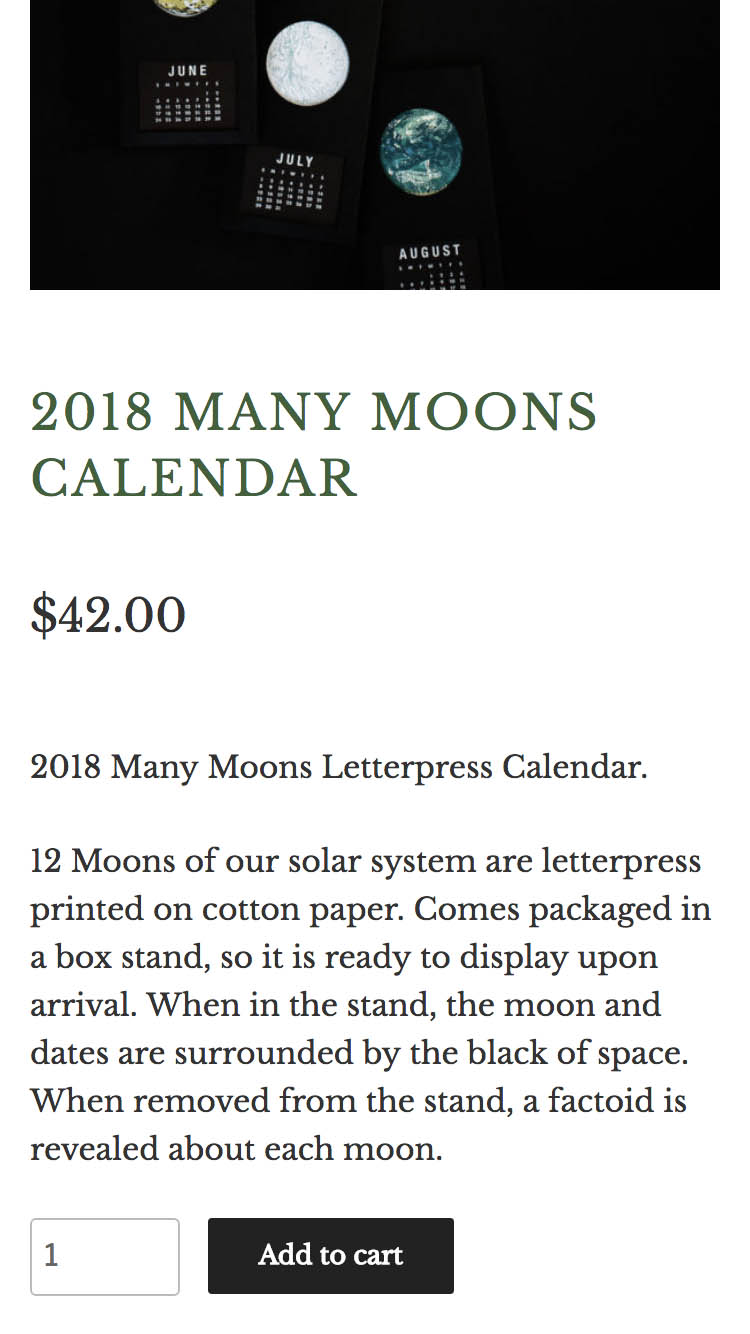 JUNE
JULY
AUGUST
2018 MANY MOONS
CALENDAR
$42.00
2018 Many Moons Letterpress Calendar.
12 Moons of our solar system are letterpress
printed on cotton paper. Comes packaged in
a box stand, so it is ready to display upon
arrival. When in the stand, the moon and
dates are surrounded by the black of space.
When removed from the stand, a factoid is
revealed about each moon.
1 Add to cart